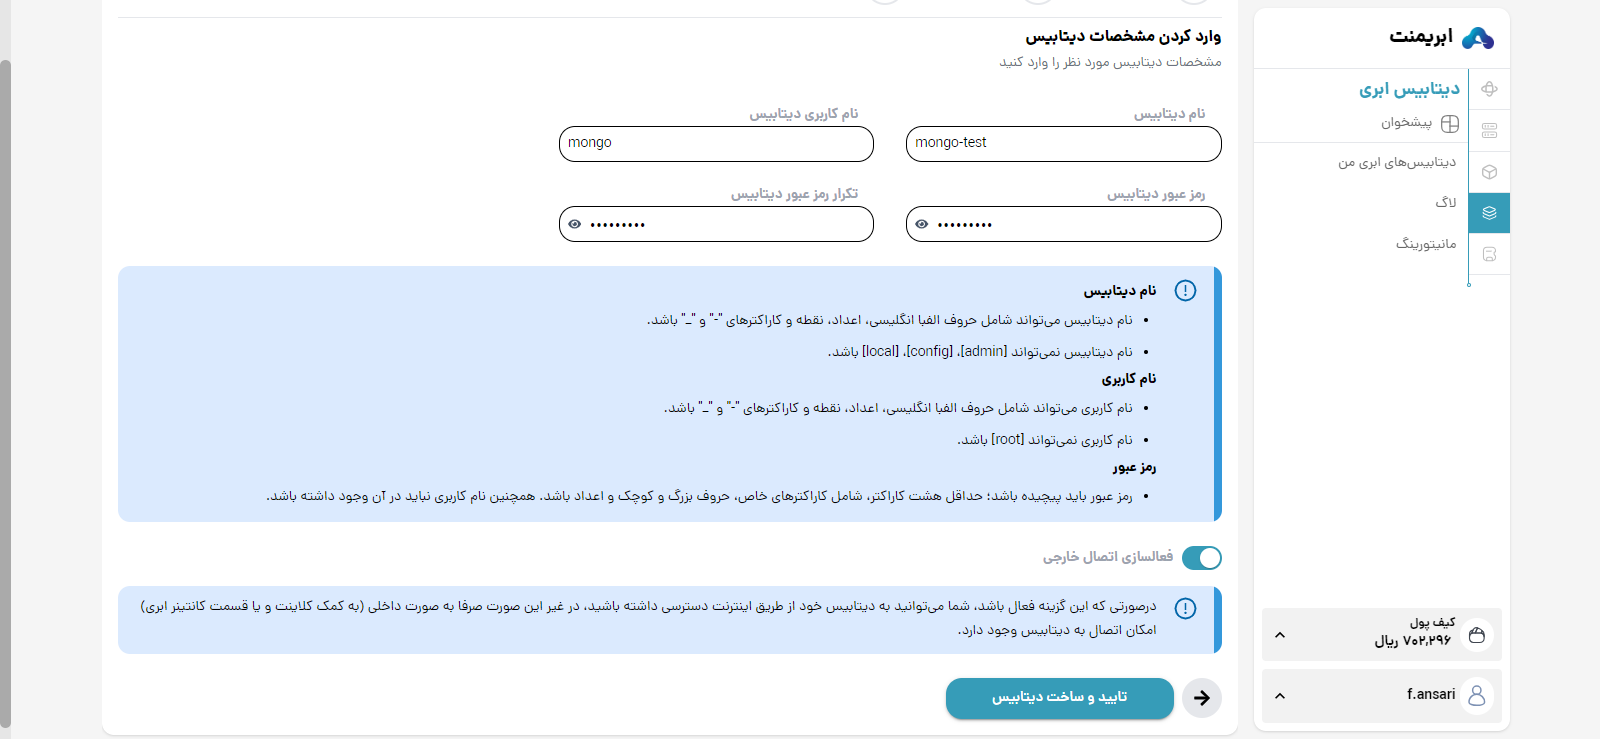 ابریمنت
دیتابیس ابری
پیشخوان
دیتابیس‌های ابری من
لاگ
مانیتورینگ
کیف پول
۷۰۲,۲۹۶ ریال
f.ansari
وارد کردن مشخصات دیتابیس
مشخصات دیتابیس مورد نظر را وارد کنید
نام دیتابیس
mongo-test
نام کاربری دیتابیس
mongo
رمز عبور دیتابیس
•••••••••
تکرار رمز عبور دیتابیس
•••••••••
نام دیتابیس
• نام دیتابیس می‌تواند شامل حروف الفبا انگلیسی، اعداد، نقطه و کاراکترهای "-" و "_" باشد.
• نام دیتابیس نمی‌تواند [admin]، [config]، [local] باشد.
نام کاربری
• نام کاربری می‌تواند شامل حروف الفبا انگلیسی، اعداد، نقطه و کاراکترهای "-" و "_" باشد.
• نام کاربری نمی‌تواند [root] باشد.
رمز عبور
• رمز عبور باید پیچیده باشد؛ حداقل هشت کاراکتر، شامل کاراکترهای خاص، حروف بزرگ و کوچک و اعداد باشد. همچنین نام کاربری نباید در آن وجود داشته باشد.
فعالسازی اتصال خارجی
درصورتی که این گزینه فعال باشد، شما می‌توانید به دیتابیس خود از طریق اینترنت دسترسی داشته باشید، در غیر این صورت صرفا به صورت داخلی (به کمک کلاینت و یا قسمت کانتینر ابری)
امکان اتصال به دیتابیس وجود دارد.
تایید و ساخت دیتابیس